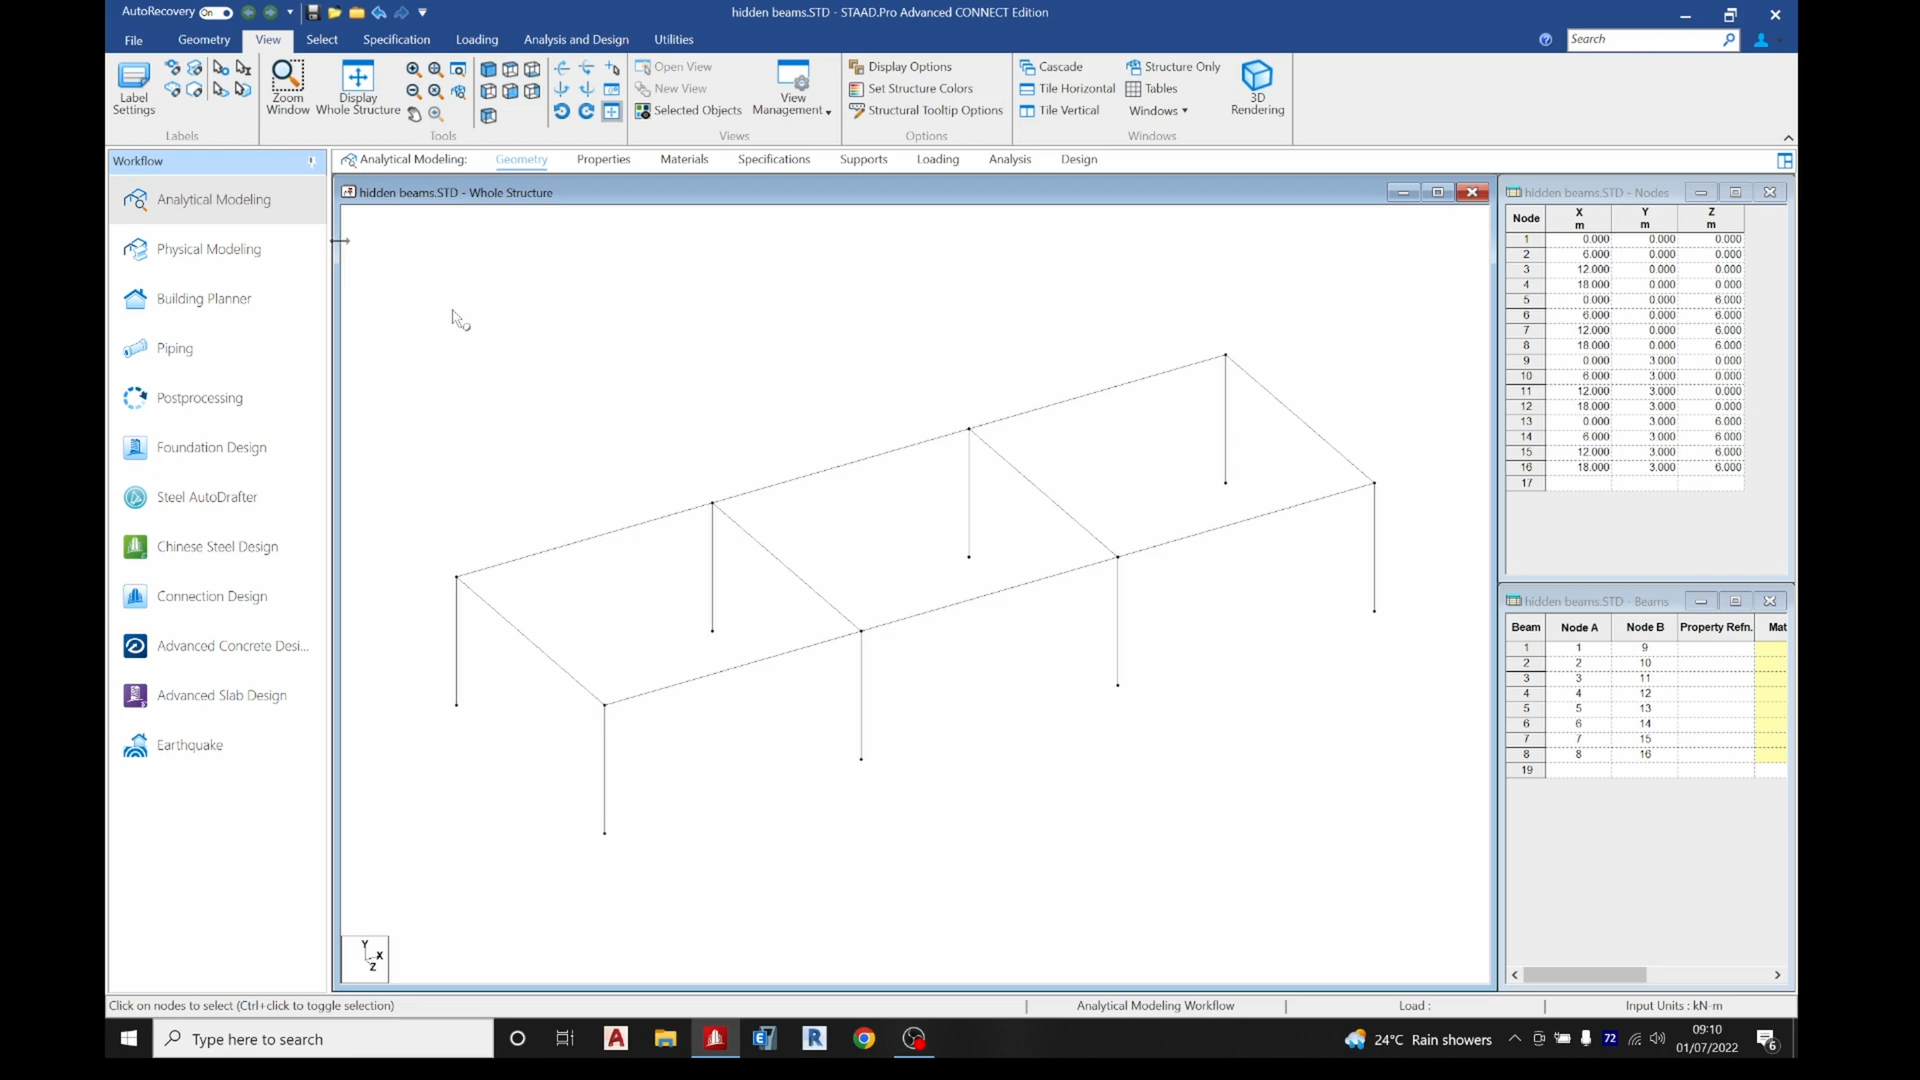 AutoRecovery On
hidden beams.STD - STAAD.Pro Advanced CONNECT Edition
File Geometry View Select Specification Loading Analysis and Design Utilities
Search
Label Settings
Labels
Zoom Window
Display Whole Structure
Tools
Open View
New View
Selected Objects
View Management
Views
Display Options
Set Structure Colors
Structural Tooltip Options
Options
Cascade
Tile Horizontal
Tile Vertical
Structure Only
Tables
Windows
Windows
3D Rendering
Workflow
Analytical Modeling
Physical Modeling
Building Planner
Piping
Postprocessing
Foundation Design
Steel AutoDrafter
Chinese Steel Design
Connection Design
Advanced Concrete Desi...
Advanced Slab Design
Earthquake
Analytical Modeling: Geometry Properties Materials Specifications Supports Loading Analysis Design
hidden beams.STD - Whole Structure
Y
X
Z
hidden beams.STD - Nodes
Node X m Y m Z m
1 0.000 0.000 0.000
2 6.000 0.000 0.000
3 12.000 0.000 0.000
4 18.000 0.000 0.000
5 0.000 0.000 6.000
6 6.000 0.000 6.000
7 12.000 0.000 6.000
8 18.000 0.000 6.000
9 0.000 3.000 0.000
10 6.000 3.000 0.000
11 12.000 3.000 0.000
12 18.000 3.000 0.000
13 0.000 3.000 6.000
14 6.000 3.000 6.000
15 12.000 3.000 6.000
16 18.000 3.000 6.000
17
hidden beams.STD - Beams
Beam Node A Node B Property Refn. Mat
1 1 9
2 2 10
3 3 11
4 4 12
5 5 13
6 6 14
7 7 15
8 8 16
19
Click on nodes to select (Ctrl+click to toggle selection)
Analytical Modeling Workflow
Load :
Input Units : kN-m
Type here to search
24°C Rain showers
72
09:10
01/07/2022
6